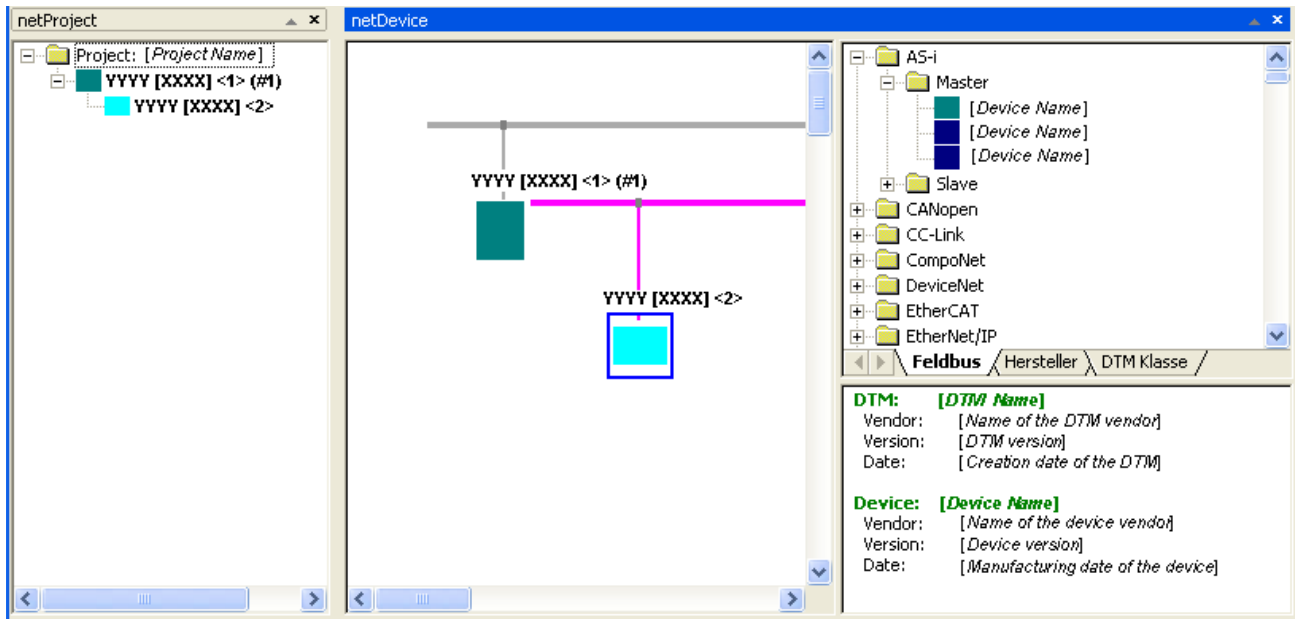 netProject
Project: [Project Name]
YYYY [XXXX] <1> (#1)
YYYY [XXXX] <2>
netDevice
YYYY [XXXX] <1> (#1)
YYYY [XXXX] <2>
AS-i
Master
[Device Name]
[Device Name]
[Device Name]
Slave
CANopen
CC-Link
CompoNet
DeviceNet
EtherCAT
EtherNet/IP
Feldbus Hersteller DTM Klasse
DTM: [DTM Name]
Vendor: [Name of the DTM vendor]
Version: [DTM version]
Date: [Creation date of the DTM]
Device: [Device Name]
Vendor: [Name of the device vendor]
Version: [Device version]
Date: [Manufacturing date of the device]